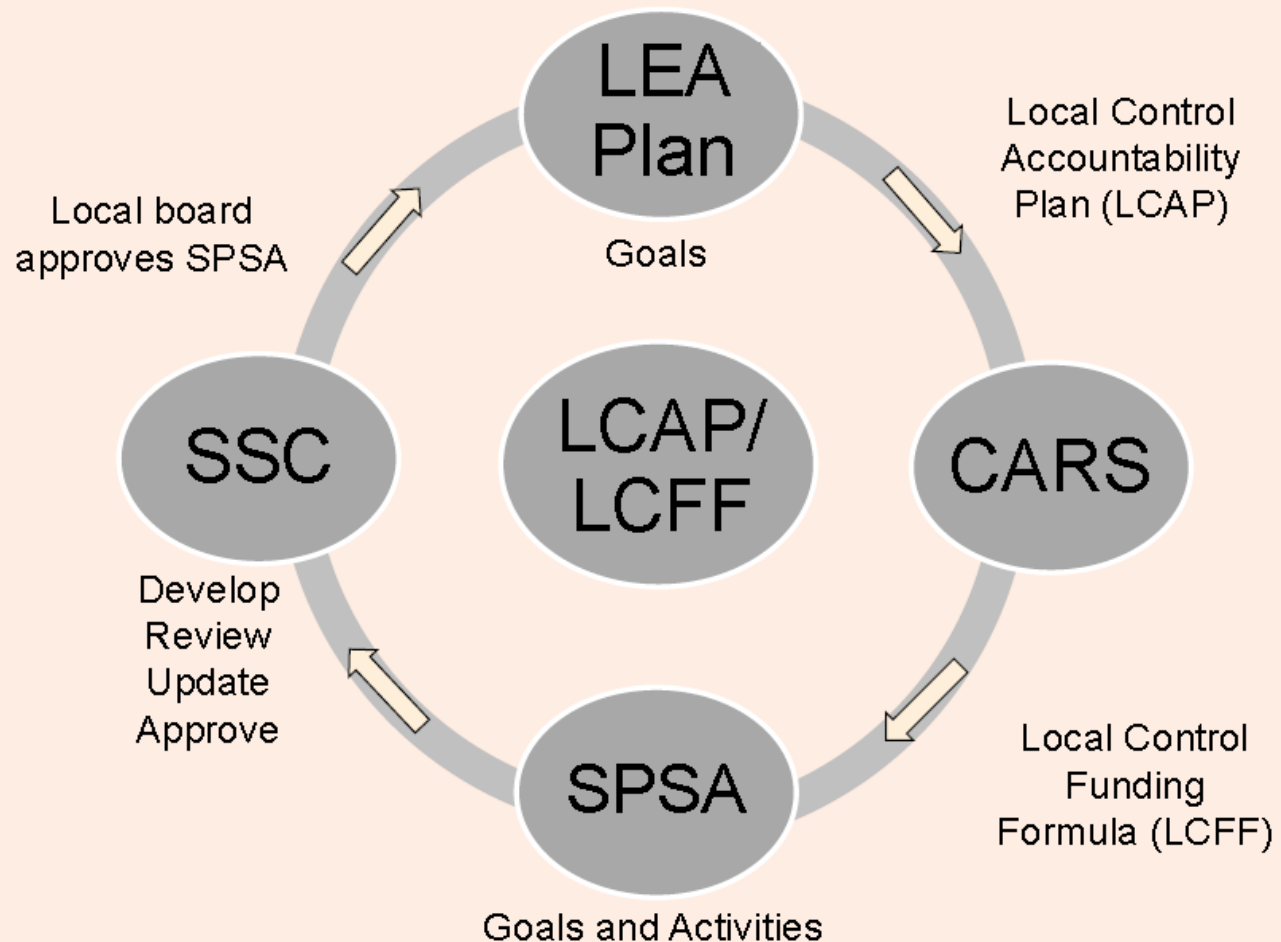 LEA
Plan
Goals
Local Control
Accountability
Plan (LCAP)
Local board
approves SPSA
SSC
LCAP/
LCFF
CARS
Develop
Review
Update
Approve
SPSA
Goals and Activities
Local Control
Funding
Formula (LCFF)